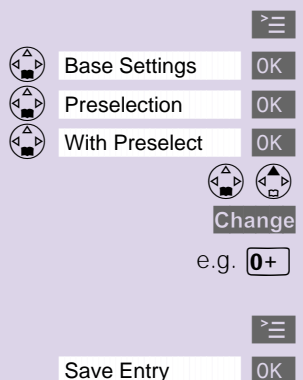 Base Settings OK
Preselection OK
With Preselect OK
Change
e.g. 0+
Save Entry OK